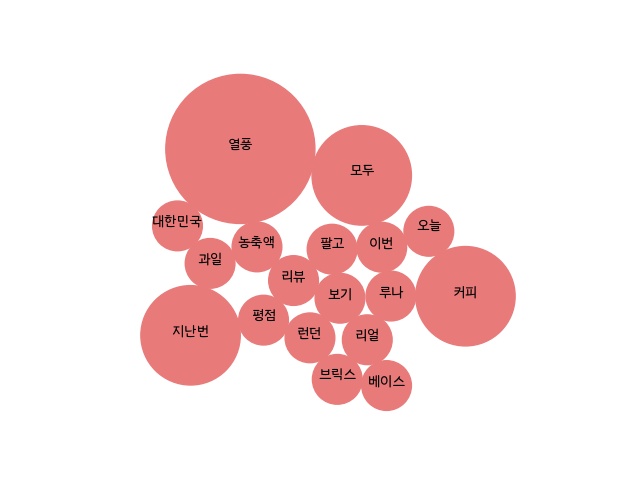 열풍
모두
대한민국
오늘
농축액
팔고
이번
과일
리뷰
보기
루나
커피
평점
지난번
런던
리얼
브릭스
베이스